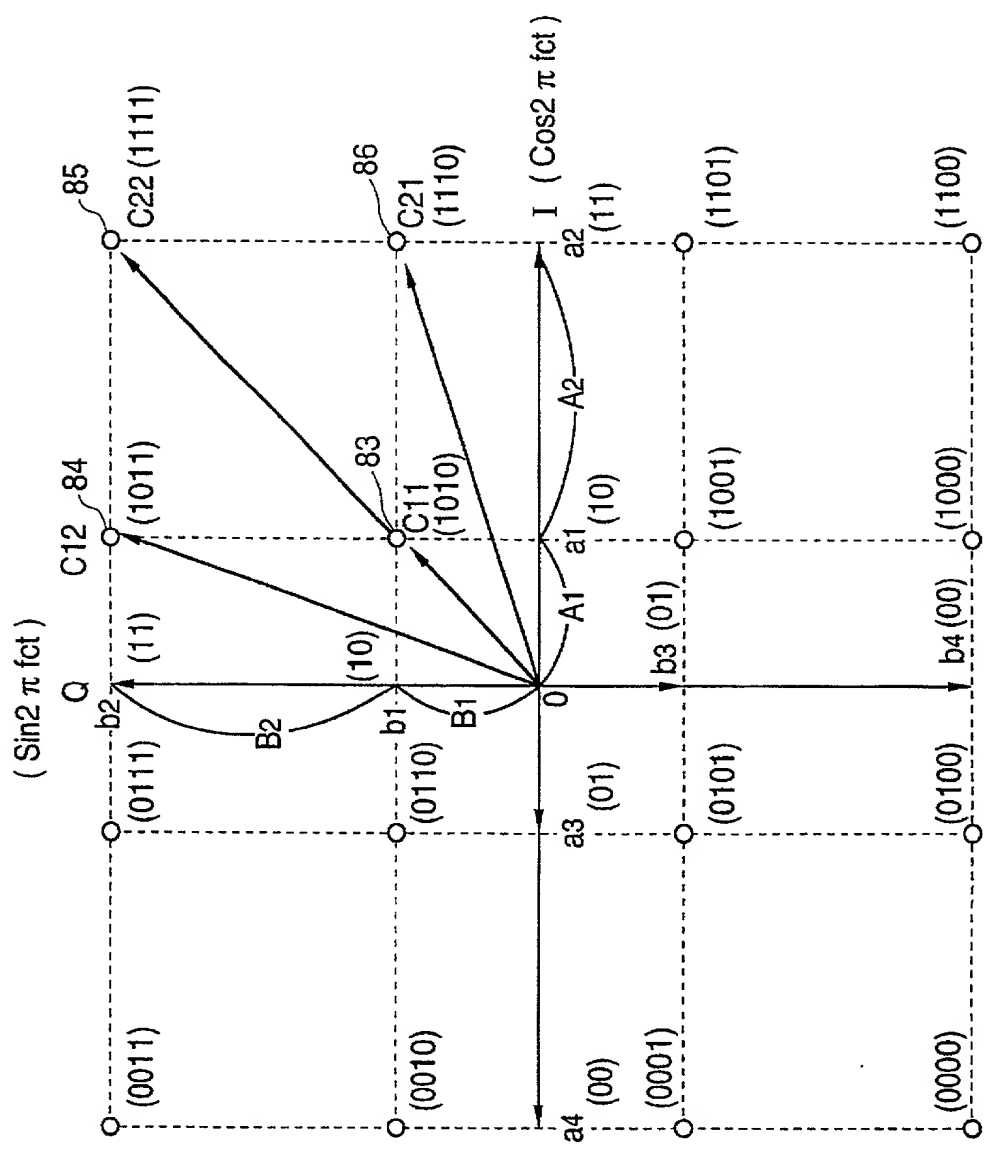 ( Sin2 π fct )
Q
b2
(11)
C12
84
(1011)
85
C22 (1111)
(0011)
(0111)
B2
(10)
83
C11
(1010)
86
C21
(1110)
(0010)
(0110)
b1
B1
0
A1
A2
I ( Cos2 π fct )
a4
(00)
a3
(01)
a1
(10)
a2
(11)
(0001)
(0101)
b3 (01)
(1001)
(1101)
(0000)
(0100)
b4 (00)
(1000)
(1100)